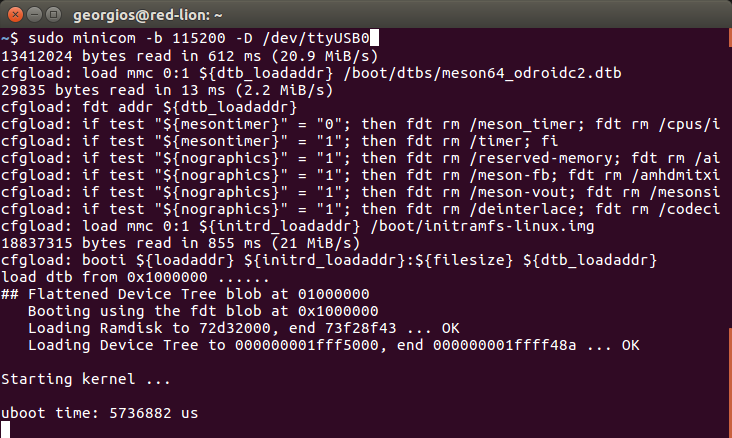 georgios@red-lion: ~
~$ sudo minicom -b 115200 -D /dev/ttyUSB0
13412024 bytes read in 612 ms (20.9 MiB/s)
cfgload: load mmc 0:1 ${dtb_loadaddr} /boot/dtbs/meson64_odroidc2.dtb
29835 bytes read in 13 ms (2.2 MiB/s)
cfgload: fdt addr ${dtb_loadaddr}
cfgload: if test "${mesontimer}" = "0"; then fdt rm /meson_timer; fdt rm /cpus/i
cfgload: if test "${mesontimer}" = "1"; then fdt rm /timer; fi
cfgload: if test "${nographics}" = "1"; then fdt rm /reserved-memory; fdt rm /ai
cfgload: if test "${nographics}" = "1"; then fdt rm /meson-fb; fdt rm /amhdmitxi
cfgload: if test "${nographics}" = "1"; then fdt rm /meson-vout; fdt rm /mesonsi
cfgload: if test "${nographics}" = "1"; then fdt rm /deinterlace; fdt rm /codeci
cfgload: load mmc 0:1 ${initrd_loadaddr} /boot/initramfs-linux.img
18837315 bytes read in 855 ms (21 MiB/s)
cfgload: booti ${loadaddr} ${initrd_loadaddr}:${filesize} ${dtb_loadaddr}
load dtb from 0x1000000 ......
## Flattened Device Tree blob at 01000000
   Booting using the fdt blob at 0x1000000
   Loading Ramdisk to 72d32000, end 73f28f43 ... OK
   Loading Device Tree to 000000001fff5000, end 000000001ffff48a ... OK
Starting kernel ...
uboot time: 5736882 us